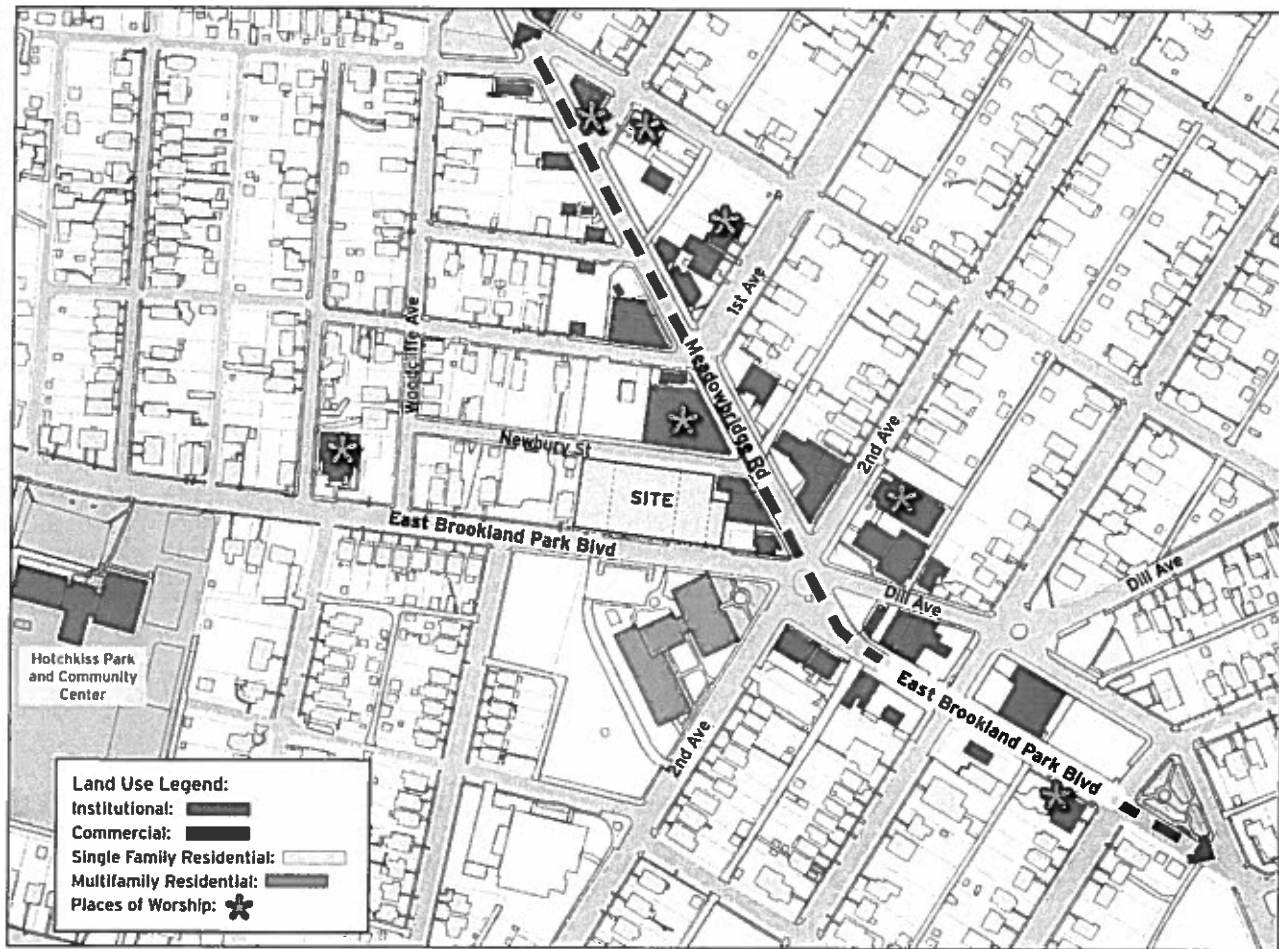 1st Ave
Woodcliffe Ave
Meadowbridge Rd
Newbury St
2nd Ave
SITE
East Brookland Park Blvd
Dill Ave
Dill Ave
Hotchkiss Park
and Community
Center
East Brookland Park Blvd
2nd Ave
Land Use Legend:
Institutional:
Commercial:
Single Family Residential:
Multifamily Residential:
Places of Worship: